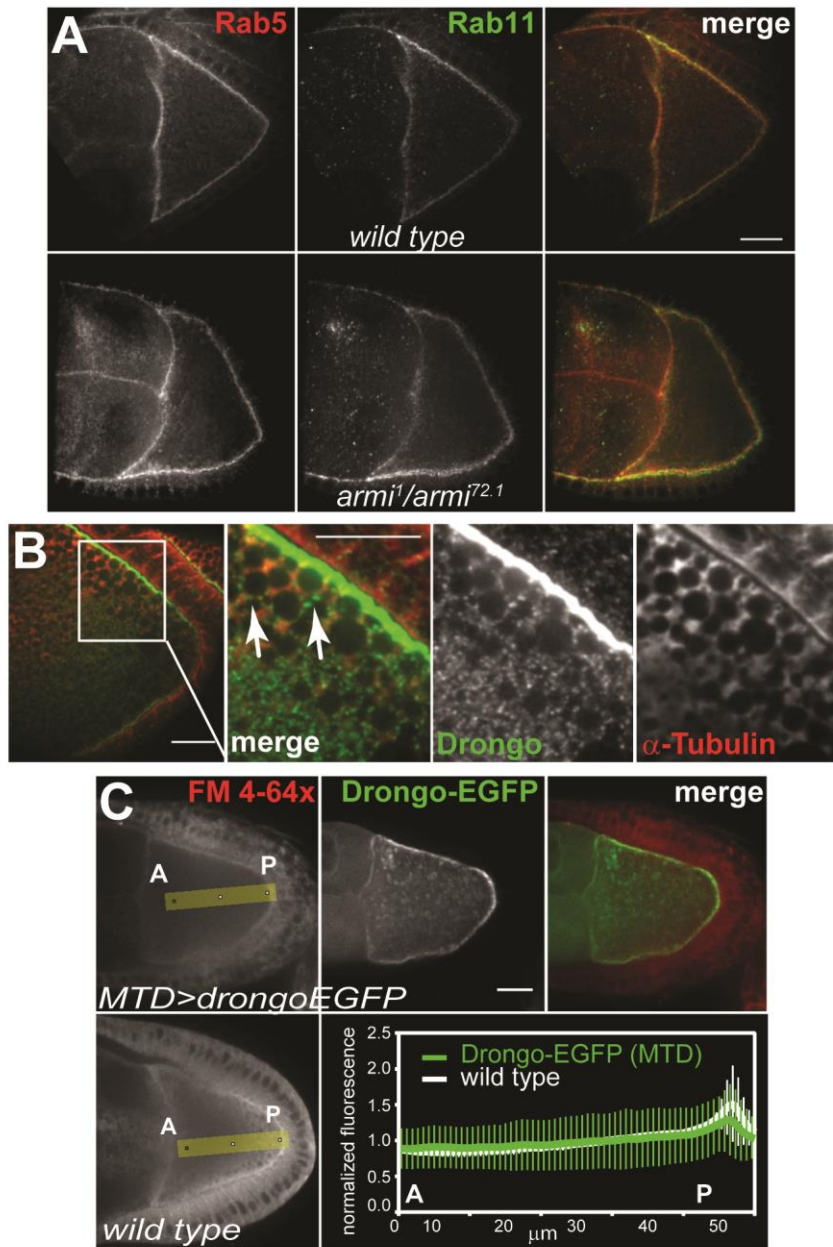 A
Rab5
Rab11
merge
wild type
armi¹/armi⁷²·¹
B
merge
Drongo
α-Tubulin
C
FM 4-64x
Drongo-EGFP
merge
A
P
MTD>drongoEGFP
A
P
wild type
normalized fluorescence
2.5
2.0
1.5
1.0
0.5
0.0
Drongo-EGFP (MTD)
wild type
A
P
0
10
20
30
40
50
μm